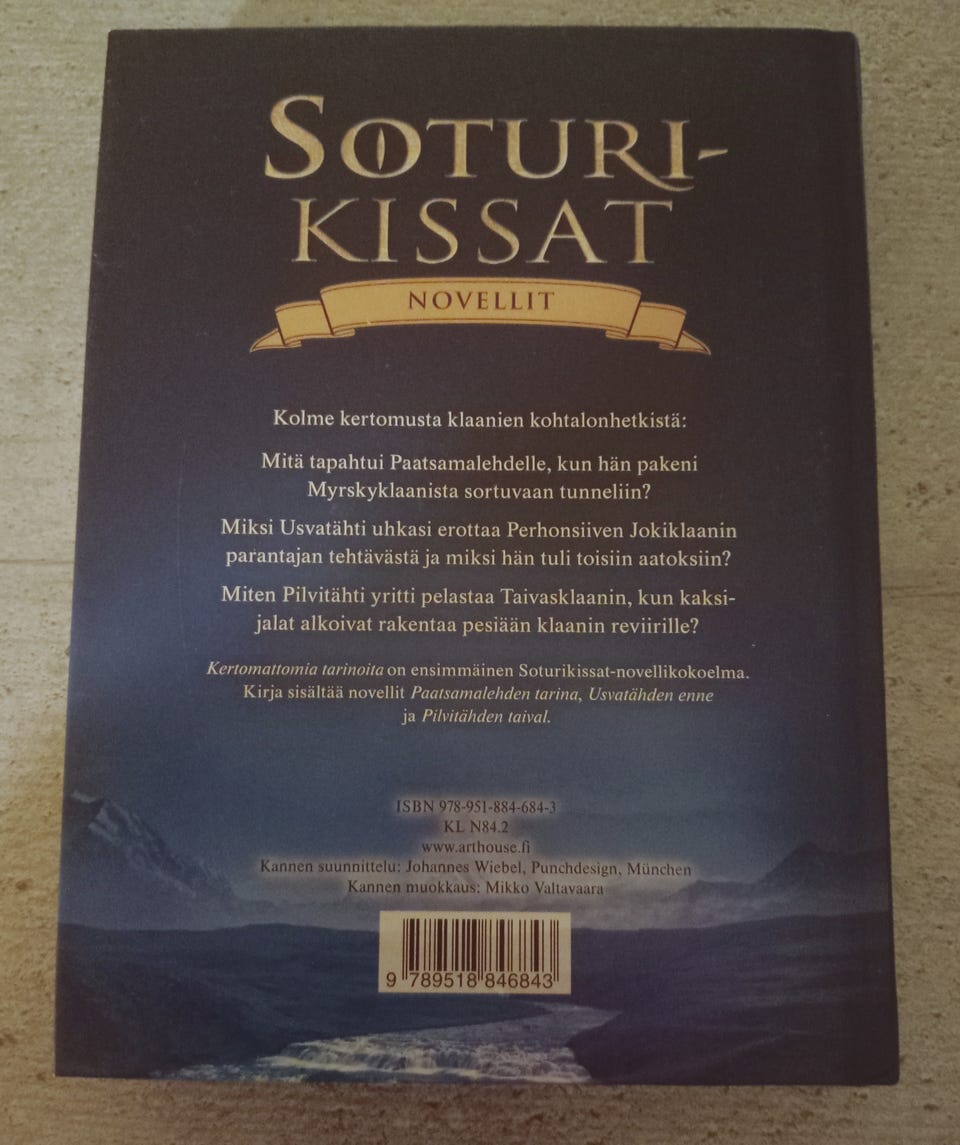 SOTURI-
KISSAT
NOVELLIT
Kolme kertomusta klaanien kohtalonhetkistä:
Mitä tapahtui Paatsamalehdelle, kun hän pakeni
Myrskyklaanista sortuvaan tunneliin?
Miksi Usvatähti uhkasi erottaa Perhonsiiven Jokiklaanin
parantajan tehtävästä ja miksi hän tuli toisiin aatoksiin?
Miten Pilvitähti yritti pelastaa Taivasklaanin, kun kaksi-
jalat alkoivat rakentaa pesiään klaanin reviirille?
Kertomattomia tarinoita on ensimmäinen Soturikissat-novellikokoelma.
Kirja sisältää novellit Paatsamalehden tarina, Usvatähden enne
ja Pilvitähden taival.
ISBN 978-951-884-684-3
KL N84.2
www.arthouse.fi
Kannen suunnittelu: Johannes Wiebel, Punchdesign, München
Kannen muokkaus: Mikko Valtavaara
9 789518 846843